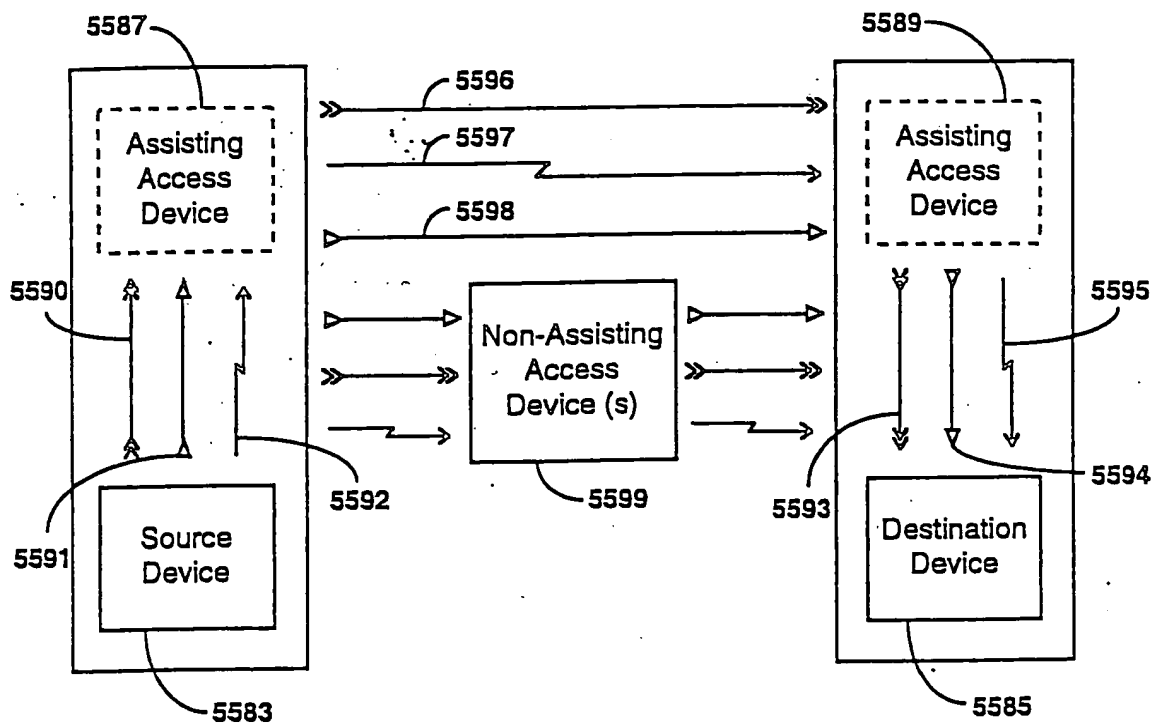 5587
5589
5596
Assisting
Access
Device
5597
Assisting
Access
Device
5598
5590
5595
Non-Assisting
Access
Device (s)
5592
5593
5594
5599
5591
Source
Device
Destination
Device
5583
5585